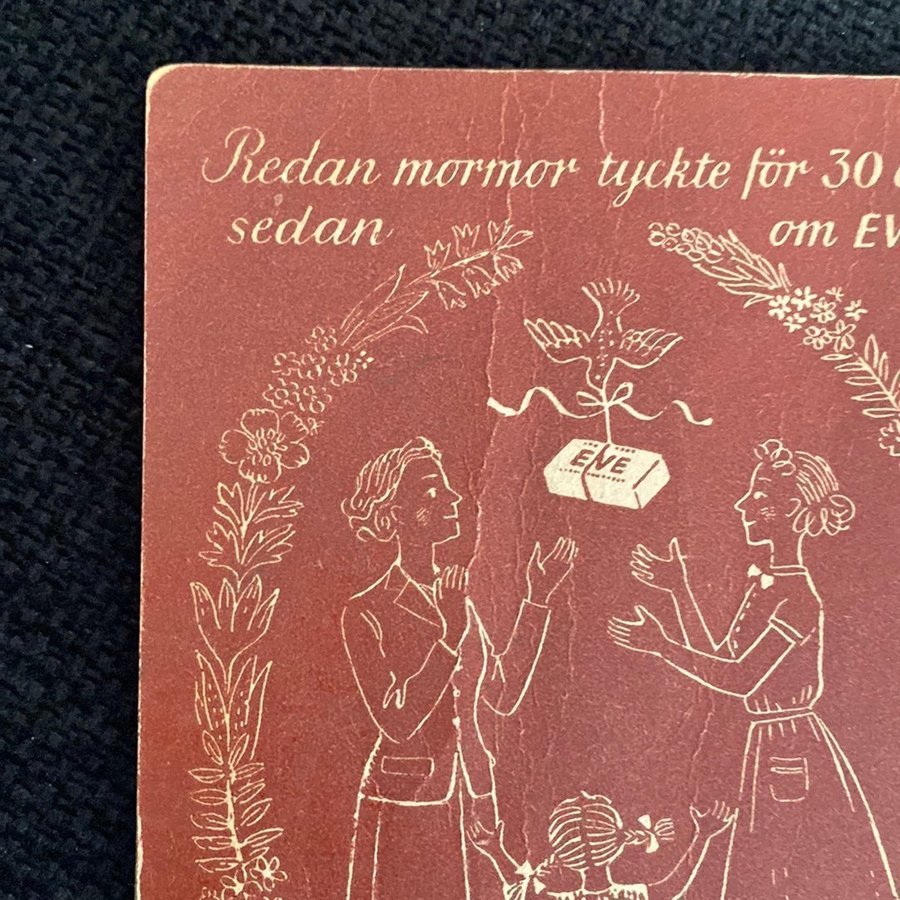 Redan mormor tyckte för 30
sedan om
EVE